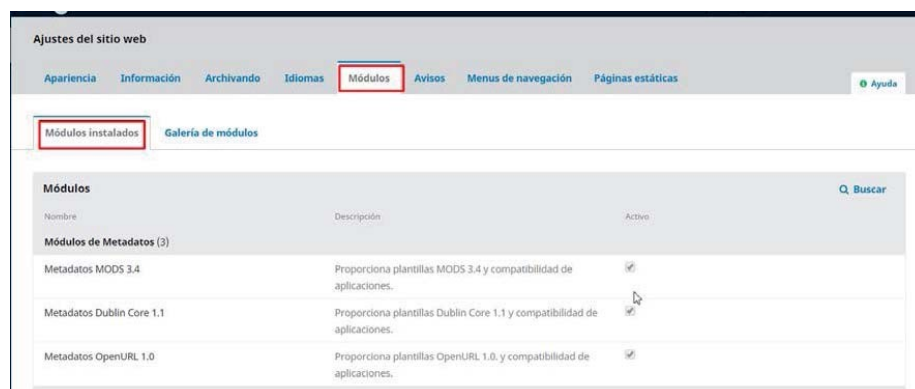 Ajustes del sitio web
Apariencia Información Archivando Idiomas Módulos Avisos Menus de navegación Páginas estáticas
Ayuda
Módulos instalados Galería de módulos
Módulos Buscar
Nombre Descripción Activo
Módulos de Metadatos (3)
Metadatos MODS 3.4 Proporciona plantillas MODS 3.4 y compatibilidad de
aplicaciones.
Metadatos Dublin Core 1.1 Proporciona plantillas Dublin Core 1.1 y compatibilidad de
aplicaciones.
Metadatos OpenURL 1.0 Proporciona plantillas OpenURL 1.0. y compatibilidad de
aplicaciones.